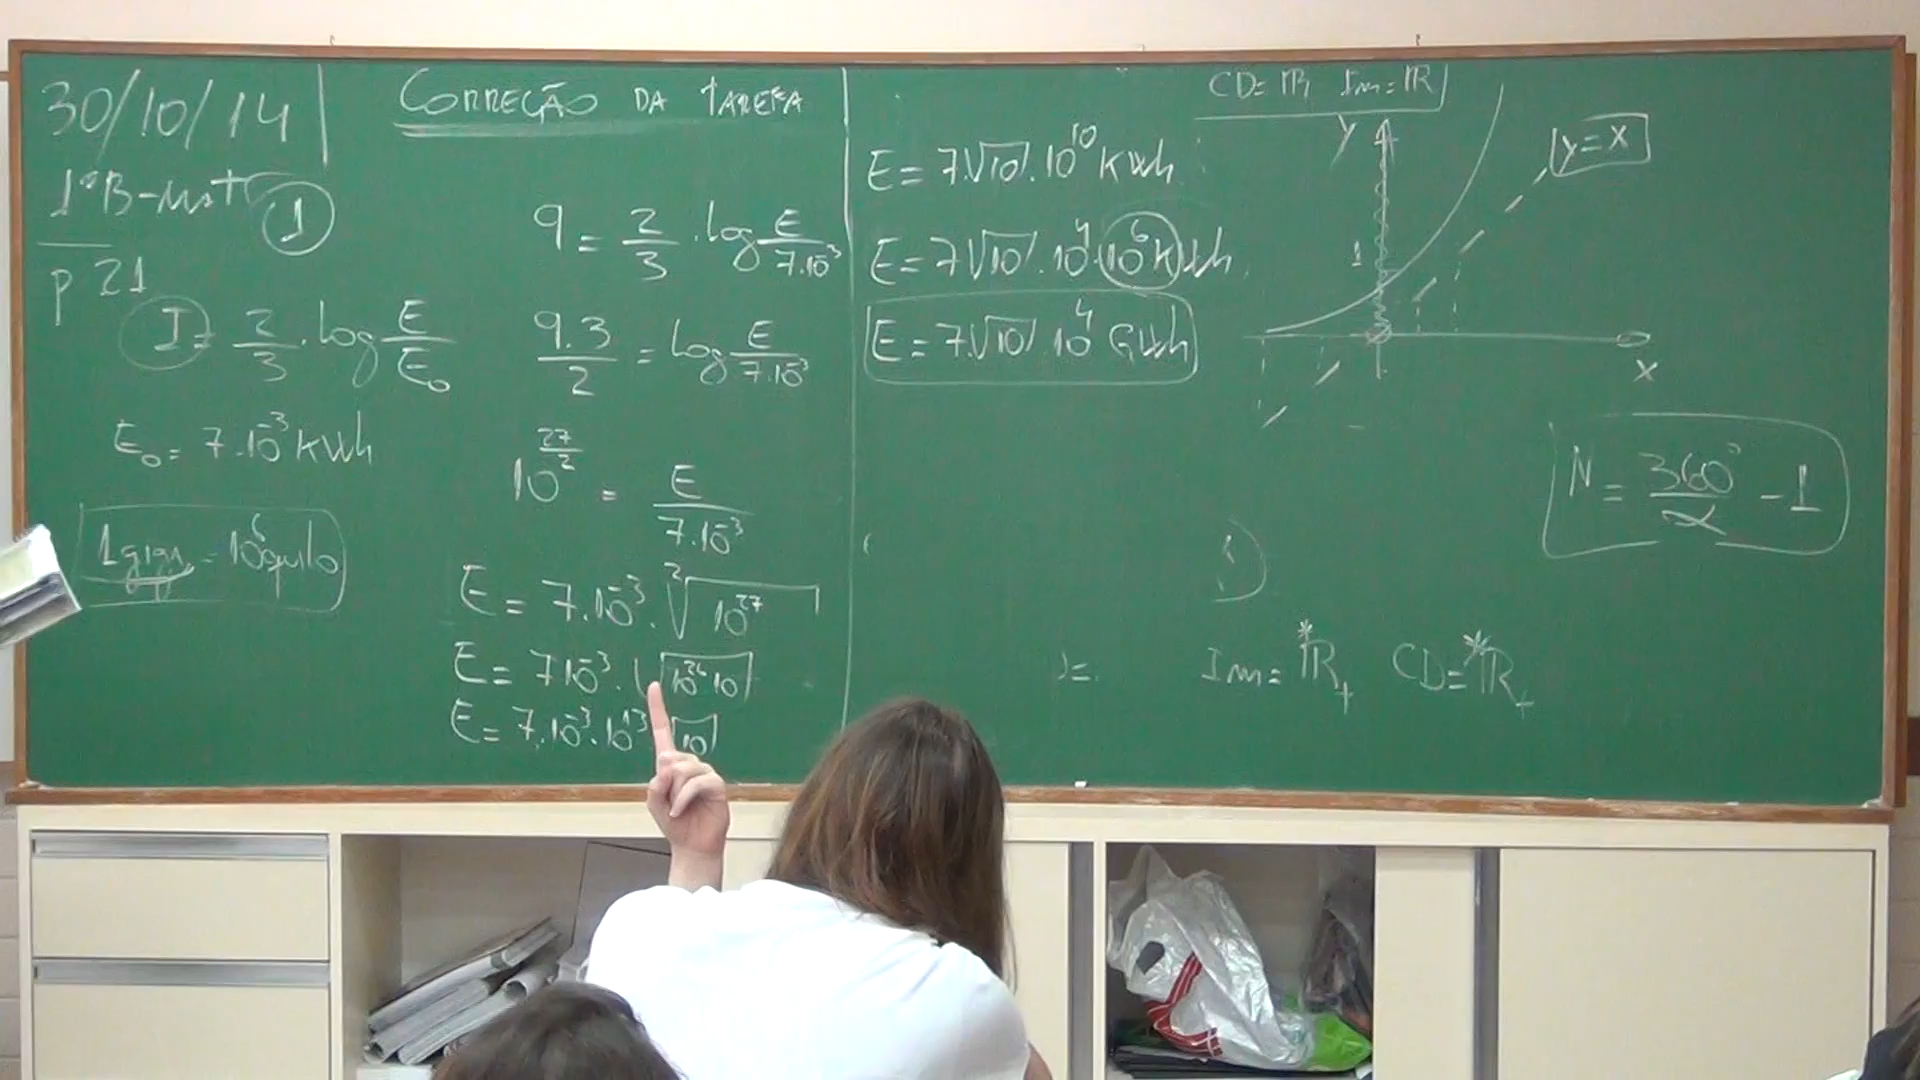 30/10/14
CORREÇÃO DA TAREFA
1ºB-Mat 1
p 21
I = 2/3 . log E/E₀
E₀ = 7.10⁻³ kWh
1 giga = 10⁶ quilo
9 = 2/3 . log E/7.10⁻³
9.3/2 = log E/7.10⁻³
10^(27/2) = E/7.10⁻³
E = 7.10⁻³ . ²√10²⁷
E = 7 10⁻³ . √10²⁶ 10
E = 7.10⁻³.10¹³ √10
E = 7.√10 . 10¹⁰ kWh
E = 7√10 . 10⁴ 10⁶ kWh
E = 7.√10 10⁴ GWh
CD = ℝ Im = ℝ
y
y = x
1
x
N = 360°/α - 1
Im = ℝ*₊ CD = ℝ*₊